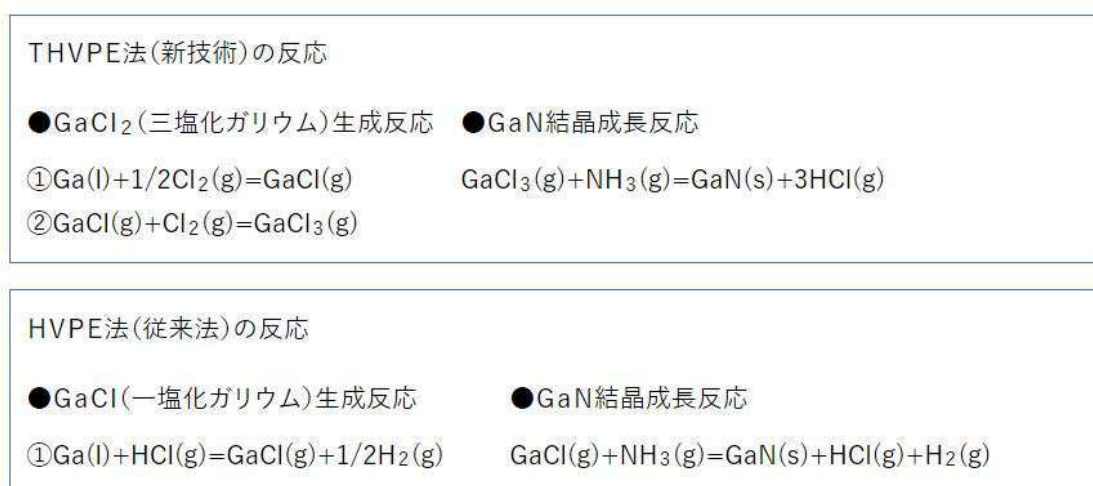 THVPE法(新技術)の反応
●GaCl₂(三塩化ガリウム)生成反応 ●GaN結晶成長反応
①Ga(l)+1/2Cl₂(g)=GaCl(g) GaCl₃(g)+NH₃(g)=GaN(s)+3HCl(g)
②GaCl(g)+Cl₂(g)=GaCl₃(g)
HVPE法(従来法)の反応
●GaCl(一塩化ガリウム)生成反応 ●GaN結晶成長反応
①Ga(l)+HCl(g)=GaCl(g)+1/2H₂(g) GaCl(g)+NH₃(g)=GaN(s)+HCl(g)+H₂(g)